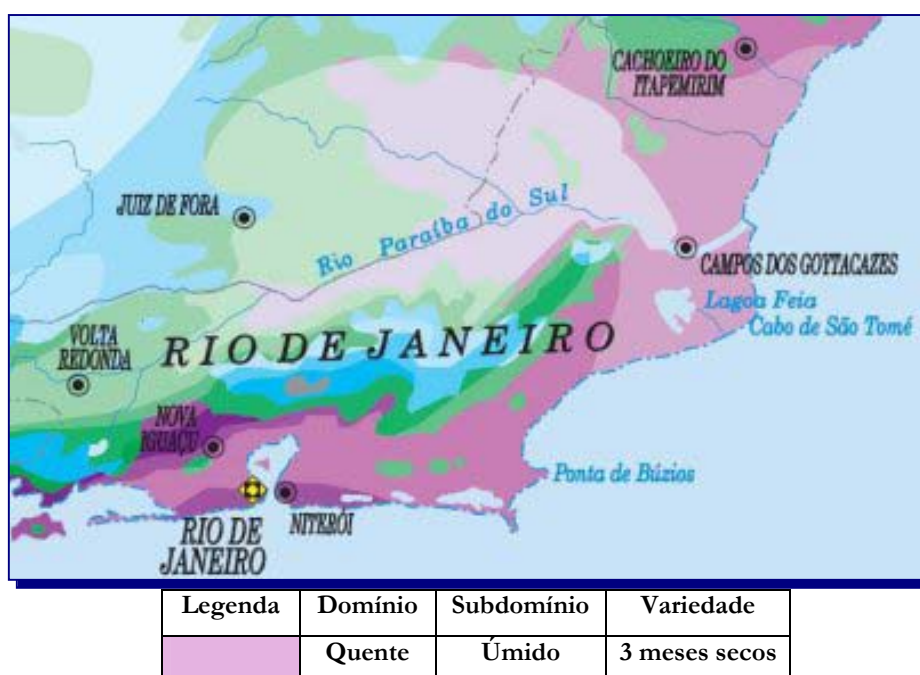 CACHOEIRO DO
ITAPEMIRIM
JUIZ DE FORA
Rio Paraíba do Sul
CAMPOS DOS GOYTACAZES
Lagoa Feia
Cabo de São Tomé
VOLTA
REDONDA
RIO DE JANEIRO
NOVA
IGUAÇU
Ponta de Búzios
RIO DE
JANEIRO
NITERÓI
Legenda Domínio Subdomínio Variedade
Quente Úmido 3 meses secos